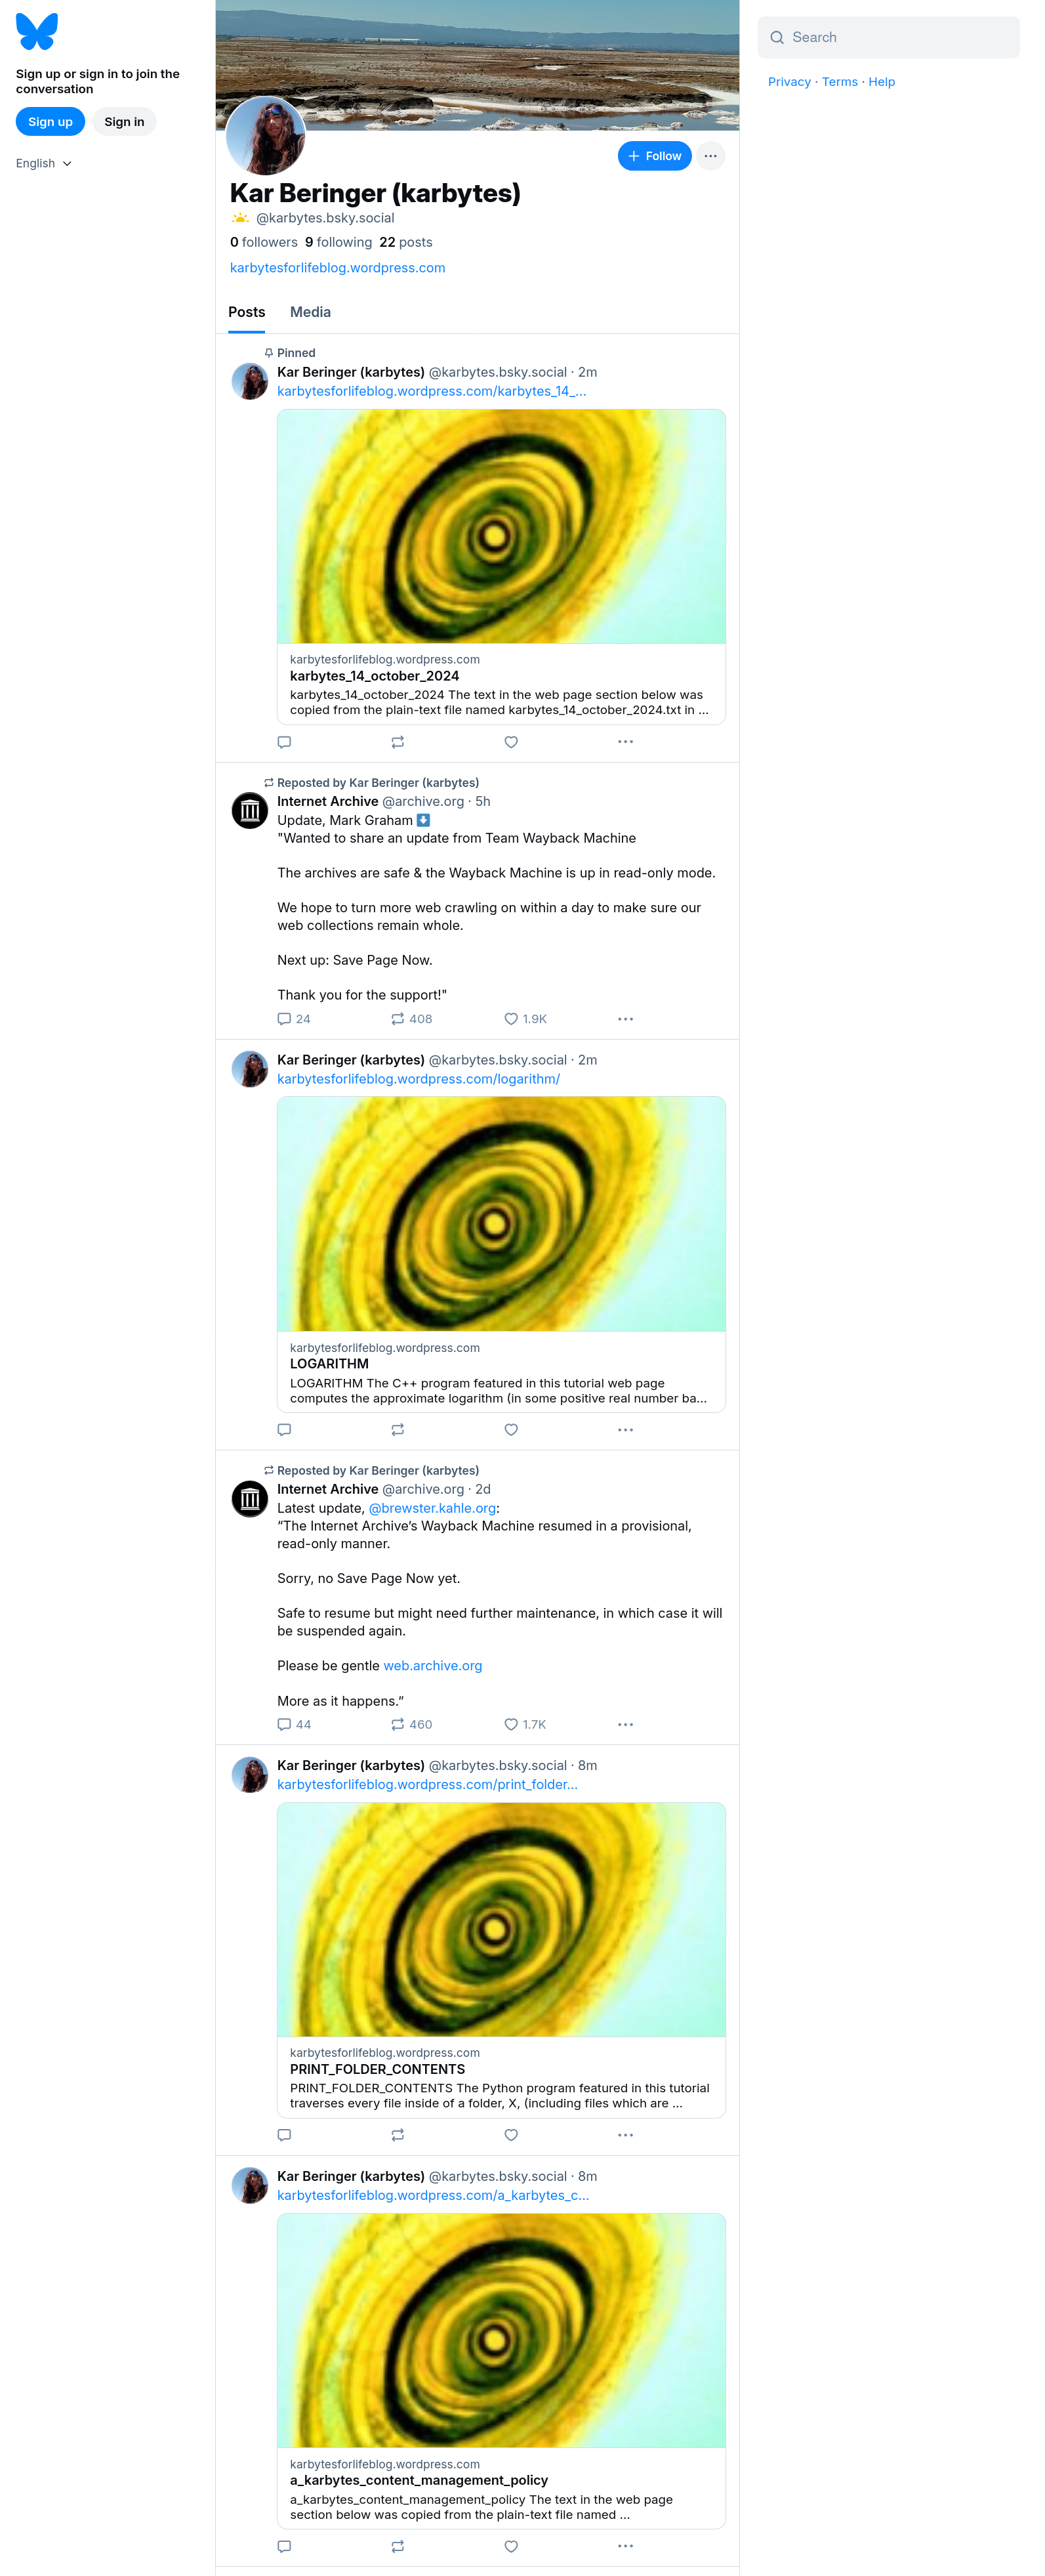 Sign up or sign in to join the
conversation
Sign up
Sign in
English
Search
Privacy · Terms · Help
Follow
Kar Beringer (karbytes)
@karbytes.bsky.social
0 followers 9 following 22 posts
karbytesforlifeblog.wordpress.com
Posts
Media
Pinned
Kar Beringer (karbytes) @karbytes.bsky.social · 2m
karbytesforlifeblog.wordpress.com/karbytes_14_...
karbytesforlifeblog.wordpress.com
karbytes_14_october_2024
karbytes_14_october_2024 The text in the web page section below was
copied from the plain-text file named karbytes_14_october_2024.txt in ...
Reposted by Kar Beringer (karbytes)
Internet Archive @archive.org · 5h
Update, Mark Graham ⬇️
"Wanted to share an update from Team Wayback Machine
The archives are safe & the Wayback Machine is up in read-only mode.
We hope to turn more web crawling on within a day to make sure our
web collections remain whole.
Next up: Save Page Now.
Thank you for the support!"
24 408 1.9K
Kar Beringer (karbytes) @karbytes.bsky.social · 2m
karbytesforlifeblog.wordpress.com/logarithm/
karbytesforlifeblog.wordpress.com
LOGARITHM
LOGARITHM The C++ program featured in this tutorial web page
computes the approximate logarithm (in some positive real number ba...
Reposted by Kar Beringer (karbytes)
Internet Archive @archive.org · 2d
Latest update, @brewster.kahle.org:
“The Internet Archive’s Wayback Machine resumed in a provisional,
read-only manner.
Sorry, no Save Page Now yet.
Safe to resume but might need further maintenance, in which case it will
be suspended again.
Please be gentle web.archive.org
More as it happens.”
44 460 1.7K
Kar Beringer (karbytes) @karbytes.bsky.social · 8m
karbytesforlifeblog.wordpress.com/print_folder...
karbytesforlifeblog.wordpress.com
PRINT_FOLDER_CONTENTS
PRINT_FOLDER_CONTENTS The Python program featured in this tutorial
traverses every file inside of a folder, X, (including files which are ...
Kar Beringer (karbytes) @karbytes.bsky.social · 8m
karbytesforlifeblog.wordpress.com/a_karbytes_c...
karbytesforlifeblog.wordpress.com
a_karbytes_content_management_policy
a_karbytes_content_management_policy The text in the web page
section below was copied from the plain-text file named ...